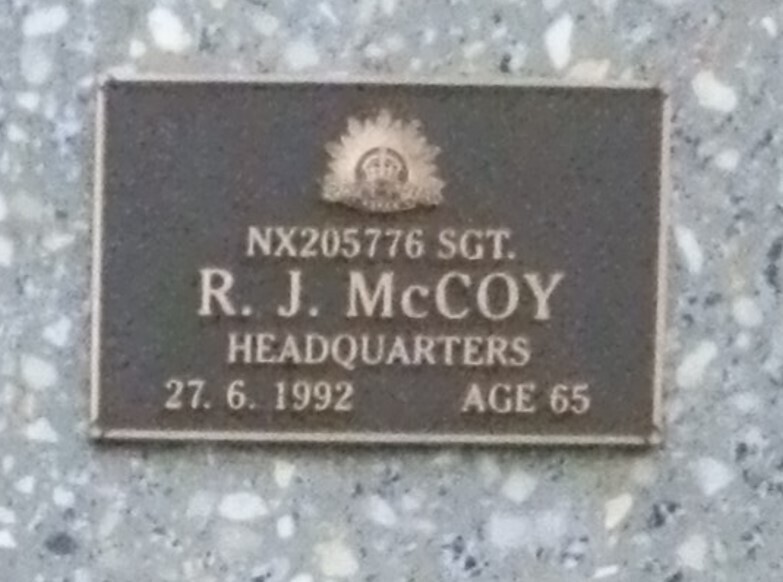 NX205776 SGT.
R. J. McCOY
HEADQUARTERS
27. 6. 1992 AGE 65